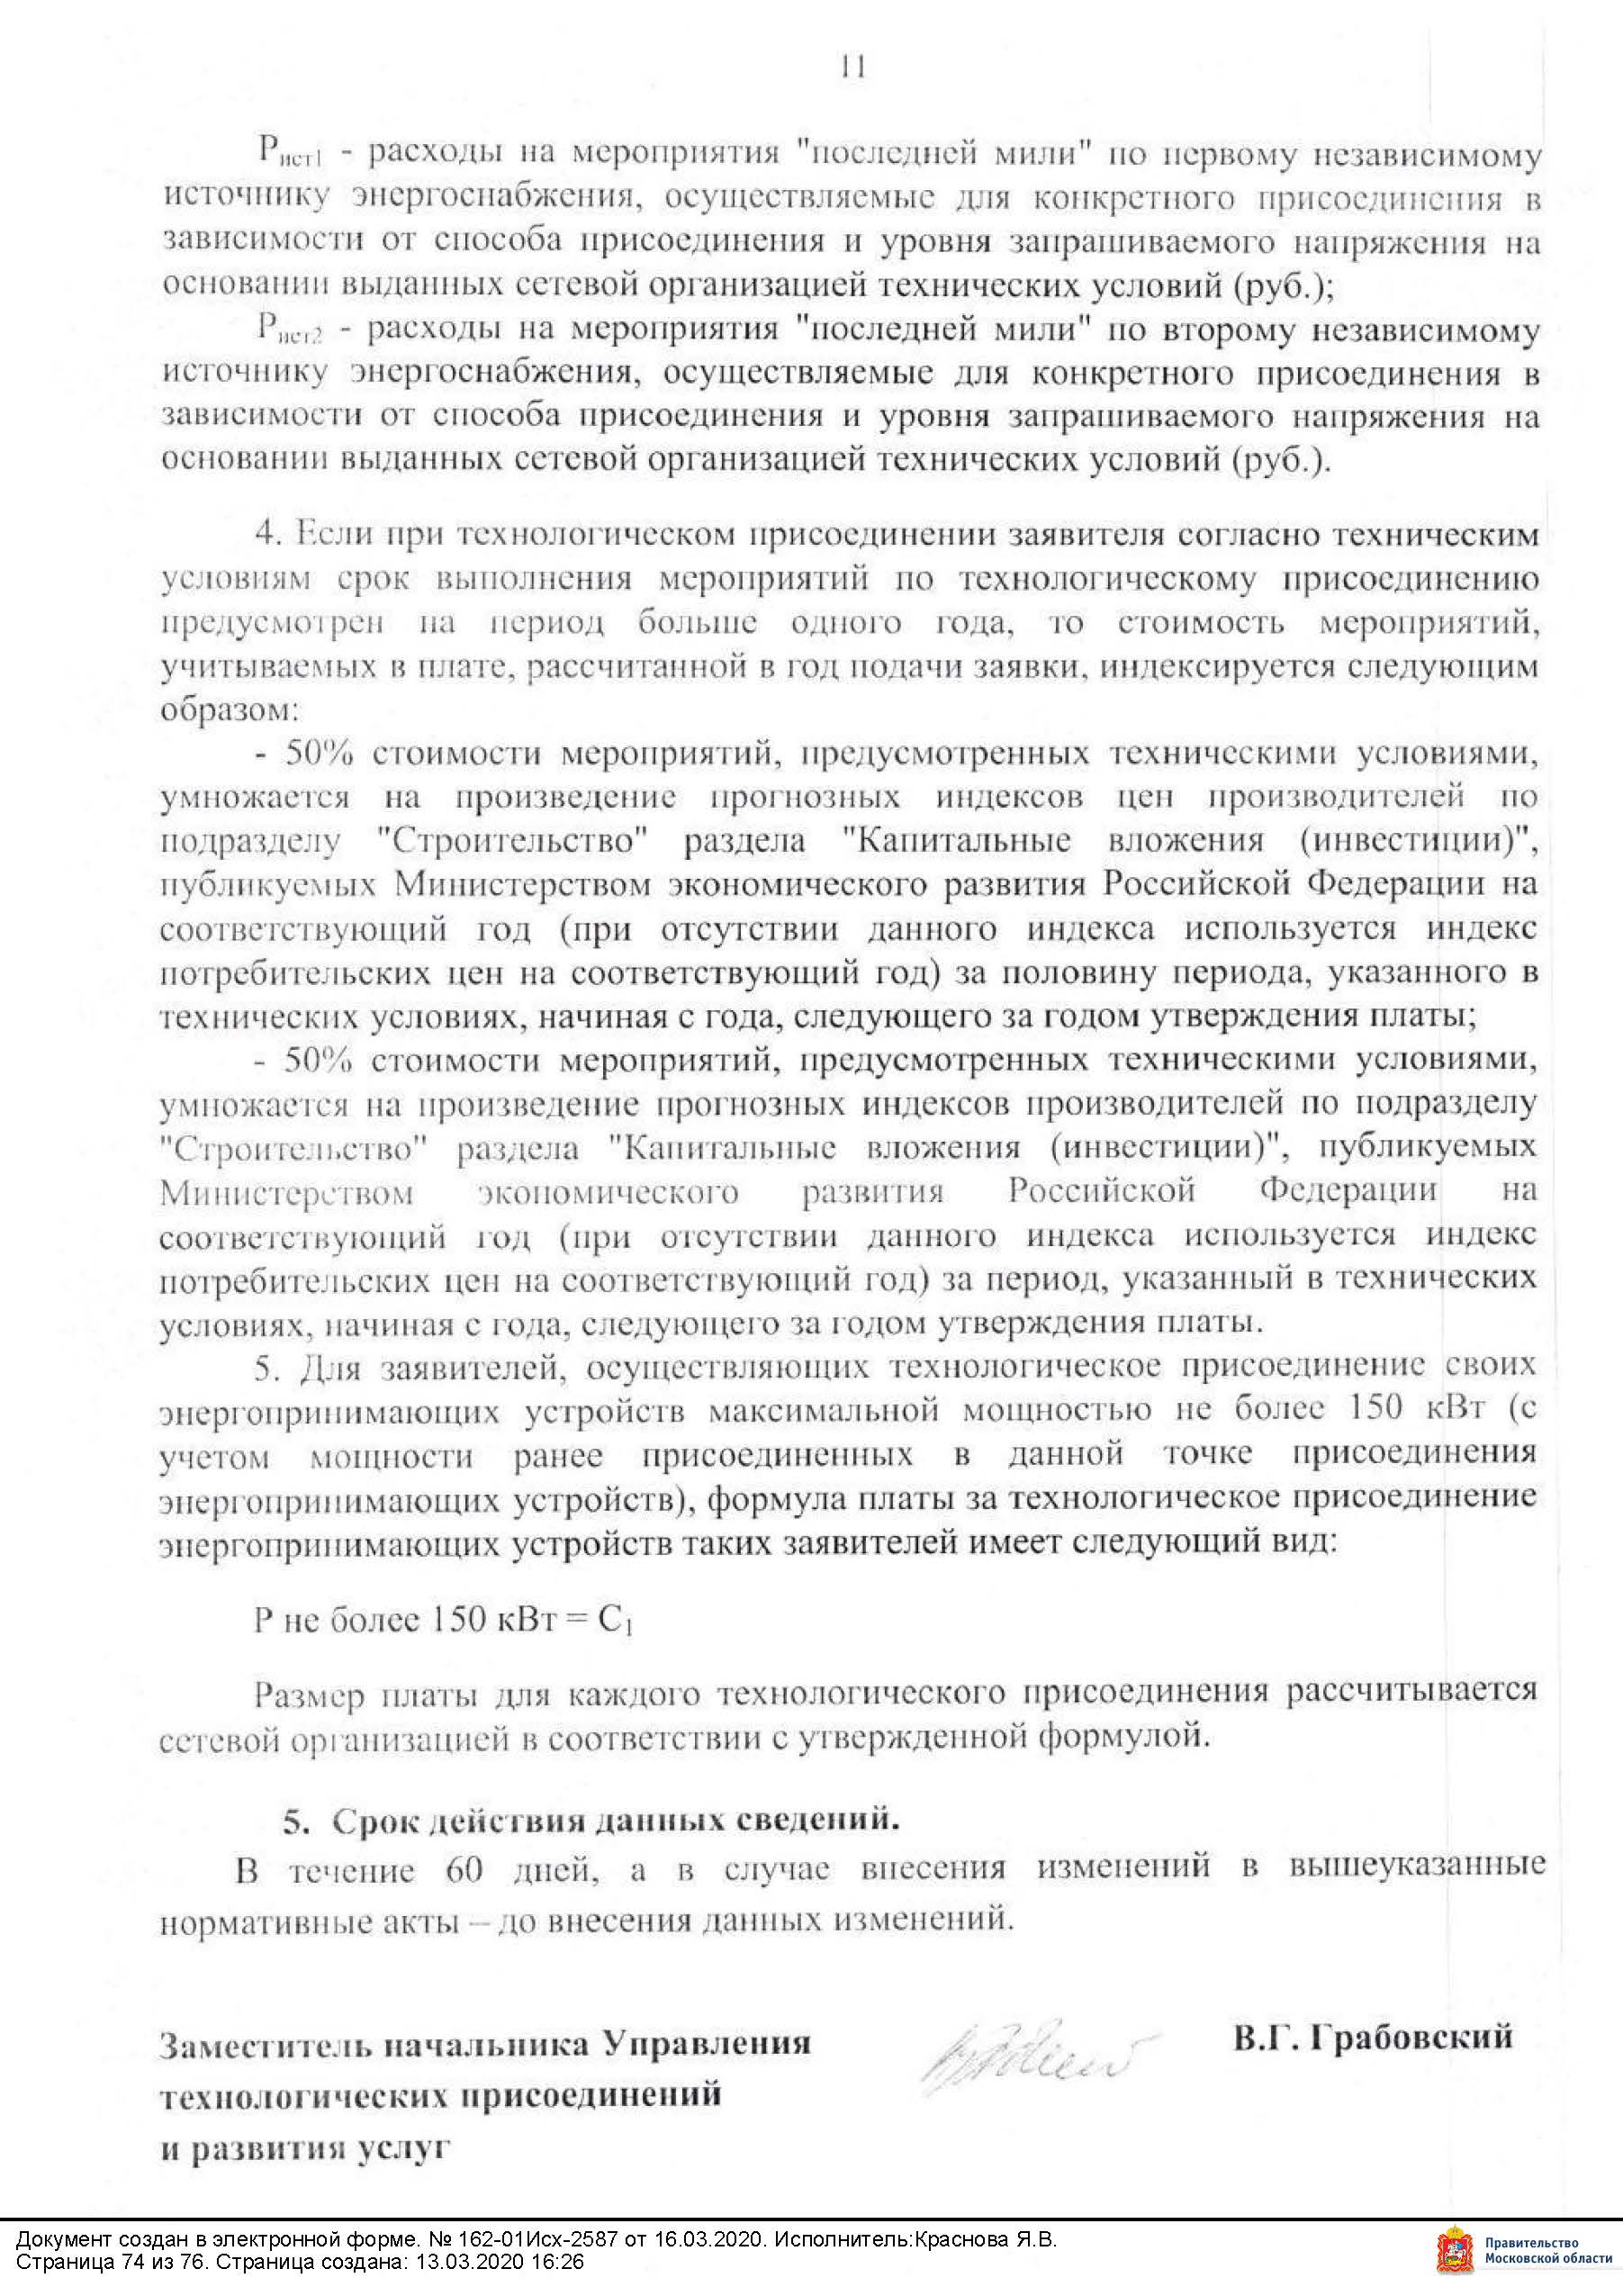 11
Рист1 - расходы на мероприятия "последней мили" по первому независимому
источнику энергоснабжения, осуществляемые для конкретного присоединения в
зависимости от способа присоединения и уровня запрашиваемого напряжения на
основании выданных сетевой организацией технических условий (руб.);
Рист2 - расходы на мероприятия "последней мили" по второму независимому
источнику энергоснабжения, осуществляемые для конкретного присоединения в
зависимости от способа присоединения и уровня запрашиваемого напряжения на
основании выданных сетевой организацией технических условий (руб.).
4. Если при технологическом присоединении заявителя согласно техническим
условиям срок выполнения мероприятий по технологическому присоединению
предусмотрен на период больше одного года, то стоимость мероприятий,
учитываемых в плате, рассчитанной в год подачи заявки, индексируется следующим
образом:
- 50% стоимости мероприятий, предусмотренных техническими условиями,
умножается на произведение прогнозных индексов цен производителей по
подразделу "Строительство" раздела "Капитальные вложения (инвестиции)",
публикуемых Министерством экономического развития Российской Федерации на
соответствующий год (при отсутствии данного индекса используется индекс
потребительских цен на соответствующий год) за половину периода, указанного в
технических условиях, начиная с года, следующего за годом утверждения платы;
- 50% стоимости мероприятий, предусмотренных техническими условиями,
умножается на произведение прогнозных индексов производителей по подразделу
"Строительство" раздела "Капитальные вложения (инвестиции)", публикуемых
Министерством экономического развития Российской Федерации на
соответствующий год (при отсутствии данного индекса используется индекс
потребительских цен на соответствующий год) за период, указанный в технических
условиях, начиная с года, следующего за годом утверждения платы.
5. Для заявителей, осуществляющих технологическое присоединение своих
энергопринимающих устройств максимальной мощностью не более 150 кВт (с
учетом мощности ранее присоединенных в данной точке присоединения
энергопринимающих устройств), формула платы за технологическое присоединение
энергопринимающих устройств таких заявителей имеет следующий вид:
Р не более 150 кВт = С1
Размер платы для каждого технологического присоединения рассчитывается
сетевой организацией в соответствии с утвержденной формулой.
5. Срок действия данных сведений.
В течение 60 дней, а в случае внесения изменений в вышеуказанные
нормативные акты – до внесения данных изменений.
Заместитель начальника Управления В.Г. Грабовский
технологических присоединений
и развития услуг
Документ создан в электронной форме. № 162-01Исх-2587 от 16.03.2020. Исполнитель:Краснова Я.В.
Страница 74 из 76. Страница создана: 13.03.2020 16:26
Правительство
Московской области